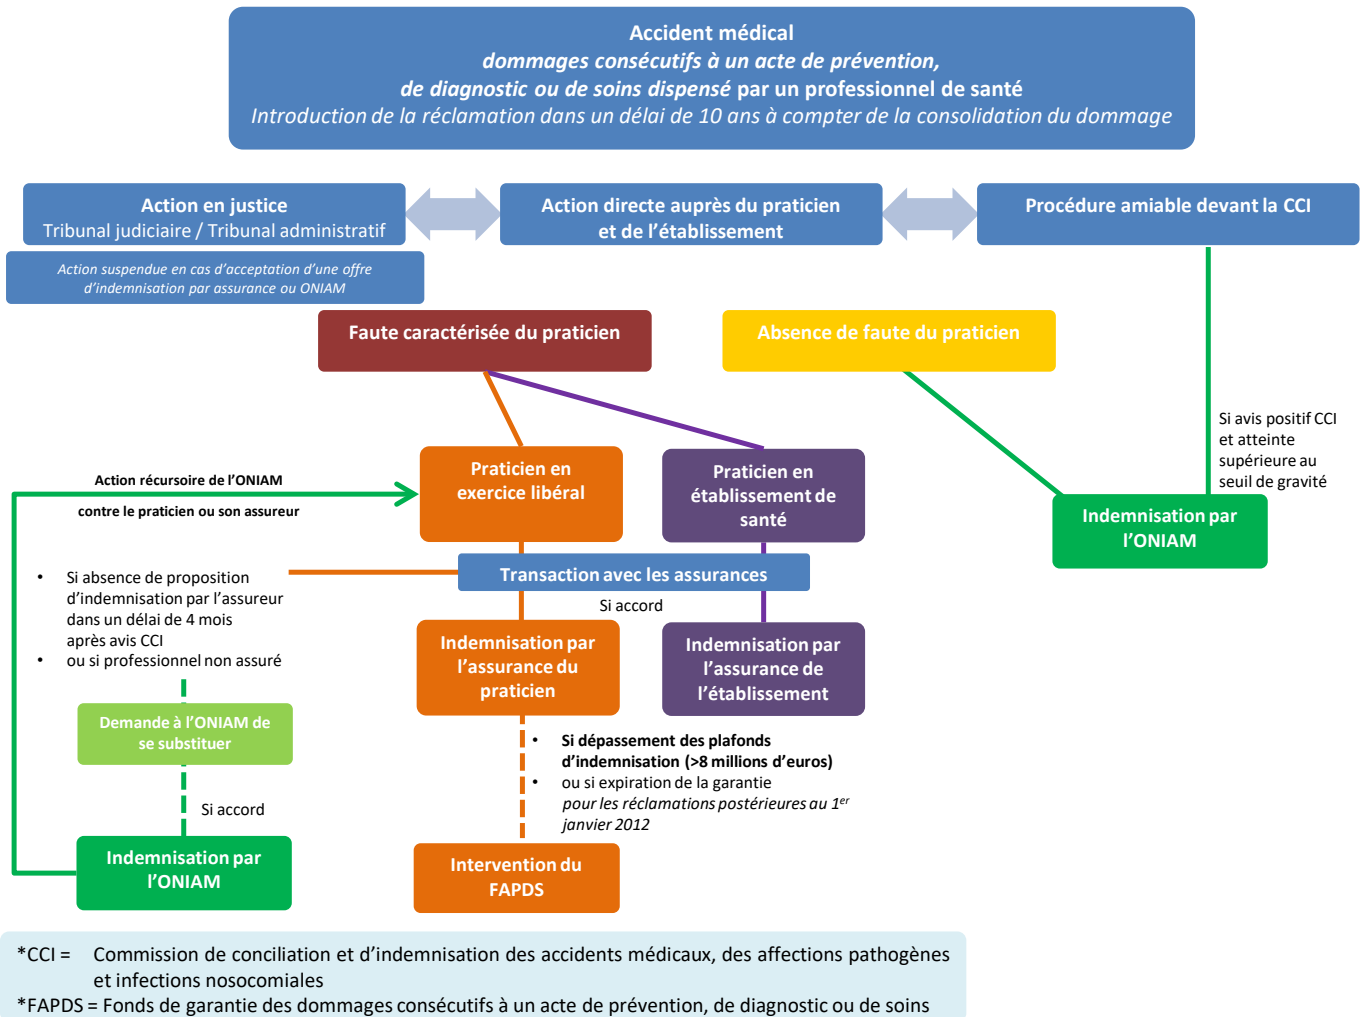 Accident médical
dommages consécutifs à un acte de prévention,
de diagnostic ou de soins dispensé par un professionnel de santé
Introduction de la réclamation dans un délai de 10 ans à compter de la consolidation du dommage
Action en justice
Tribunal judiciaire / Tribunal administratif
Action directe auprès du praticien
et de l'établissement
Procédure amiable devant la CCI
Action suspendue en cas d'acceptation d'une offre
d'indemnisation par assurance ou ONIAM
Faute caractérisée du praticien
Absence de faute du praticien
Si avis positif CCI
et atteinte
supérieure au
seuil de gravité
Praticien en
exercice libéral
Praticien en
établissement de
santé
Action récursoire de l'ONIAM
contre le praticien ou son assureur
Indemnisation par
l'ONIAM
Transaction avec les assurances
• Si absence de proposition
d'indemnisation par l'assureur
dans un délai de 4 mois
après avis CCI
• ou si professionnel non assuré
Si accord
Indemnisation par
l'assurance du
praticien
Indemnisation par
l'assurance de
l'établissement
Demande à l'ONIAM de
se substituer
• Si dépassement des plafonds
d'indemnisation (>8 millions d'euros)
• ou si expiration de la garantie
pour les réclamations postérieures au 1er
janvier 2012
Si accord
Indemnisation par
l'ONIAM
Intervention du
FAPDS
*CCI = Commission de conciliation et d'indemnisation des accidents médicaux, des affections pathogènes
et infections nosocomiales
*FAPDS = Fonds de garantie des dommages consécutifs à un acte de prévention, de diagnostic ou de soins